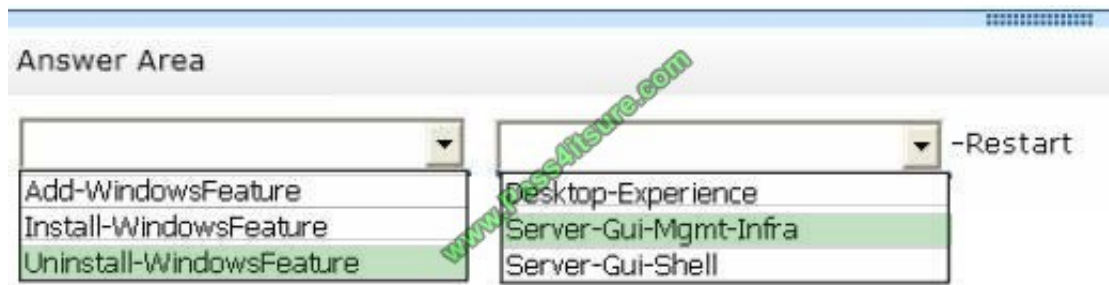 Answer Area
-Restart
Add-WindowsFeature
Install-WindowsFeature
Uninstall-WindowsFeature
Desktop-Experience
Server-Gui-Mgmt-Infra
Server-Gui-Shell
www.pass4itsure.com